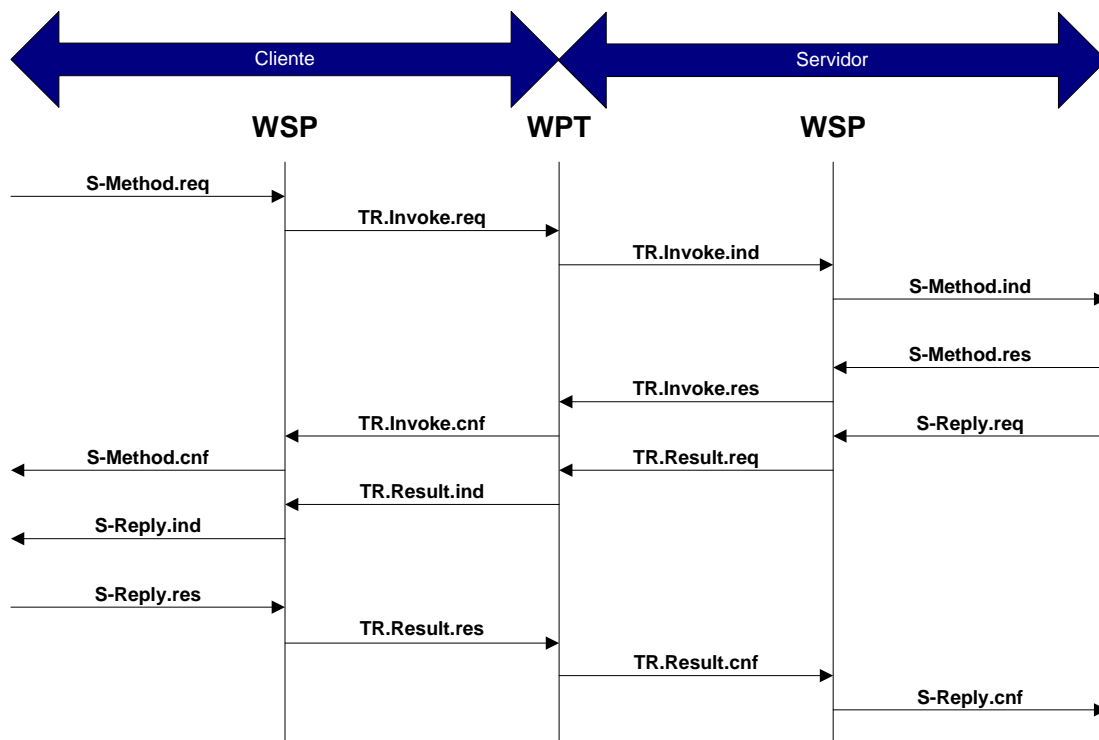 Cliente
Servidor
WSP
WPT
WSP
S-Method.req
TR.Invoke.req
TR.Invoke.ind
S-Method.ind
S-Method.res
TR.Invoke.res
TR.Invoke.cnf
S-Reply.req
S-Method.cnf
TR.Result.req
TR.Result.ind
S-Reply.ind
S-Reply.res
TR.Result.res
TR.Result.cnf
S-Reply.cnf